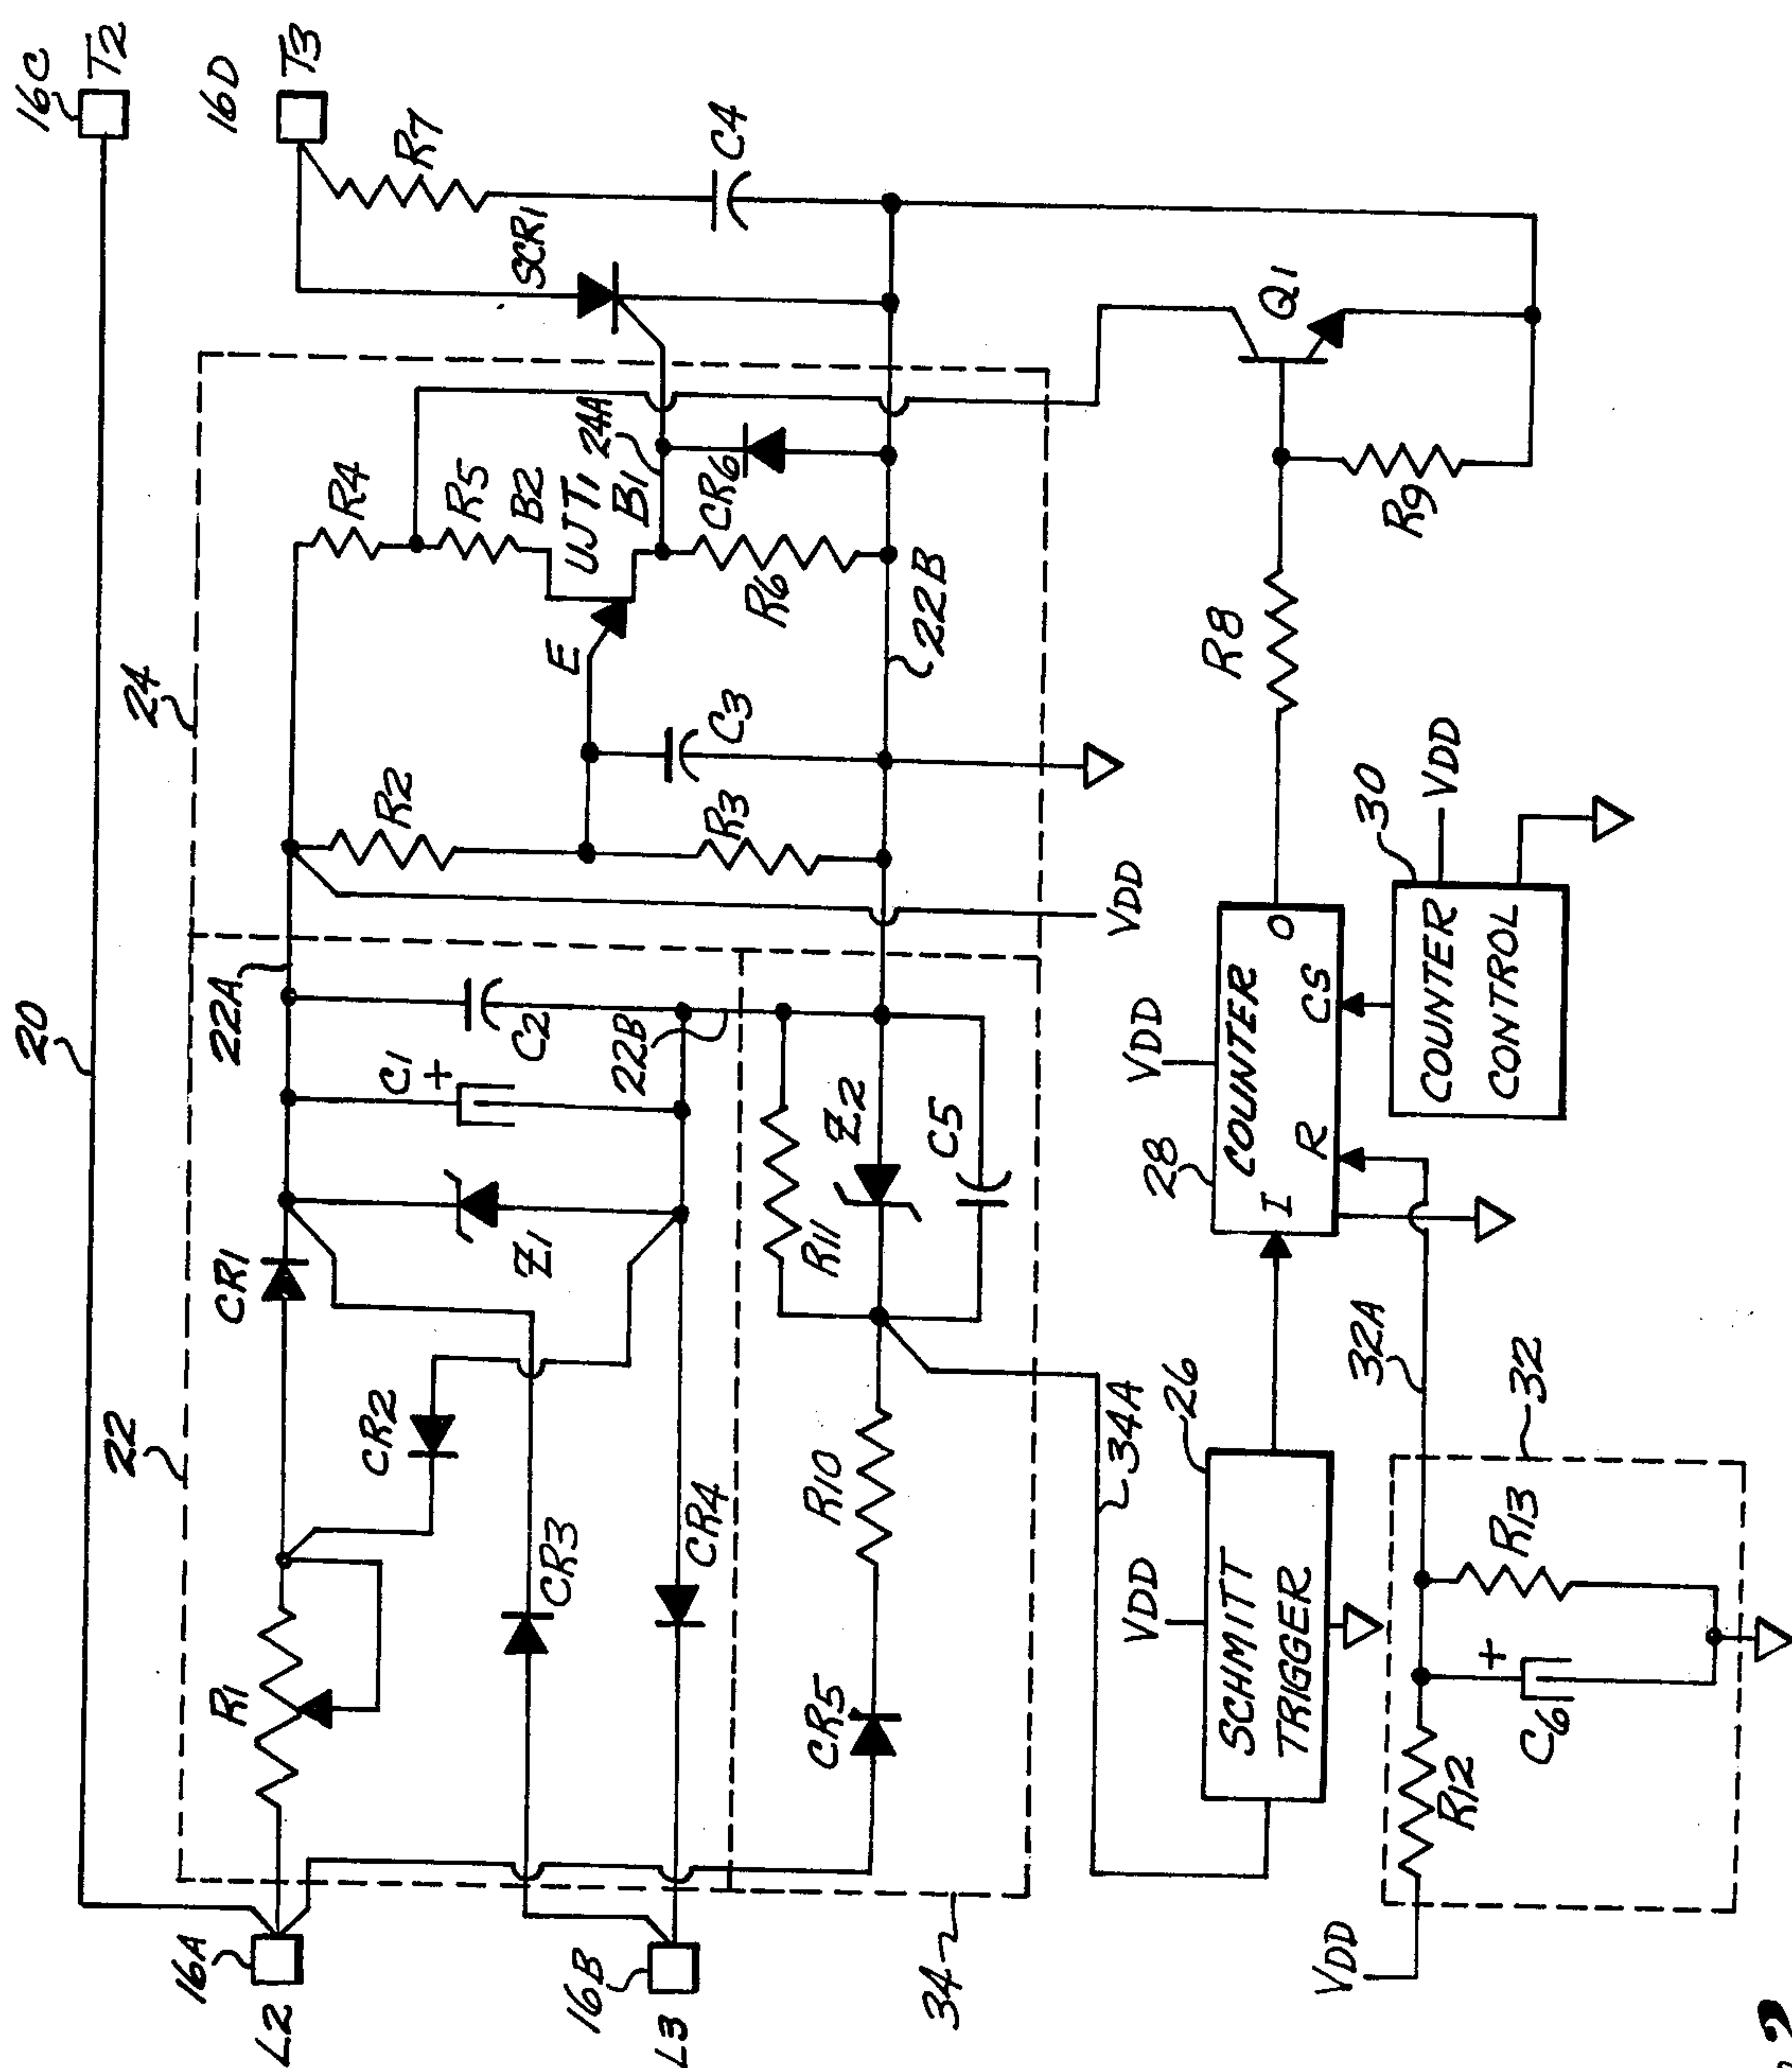 16C
T2
20
16D
T3
R7
C4
SCR1
24
R4
R5
B2
UJT1
B1
24A
CR6
E
R6
R2
C3
R3
22B
VDD
Q1
R9
R8
22
22A
CR1
C1
+
C2
22B
Z1
CR2
R1
CR3
CR4
R11
Z2
C5
R10
CR5
34
16A
L2
16B
L3
34A
26
VDD
SCHMITT
TRIGGER
28
VDD
COUNTER
I
R
CS
O
30
VDD
COUNTER
CONTROL
32A
32
VDD
R12
C6
+
R13
2